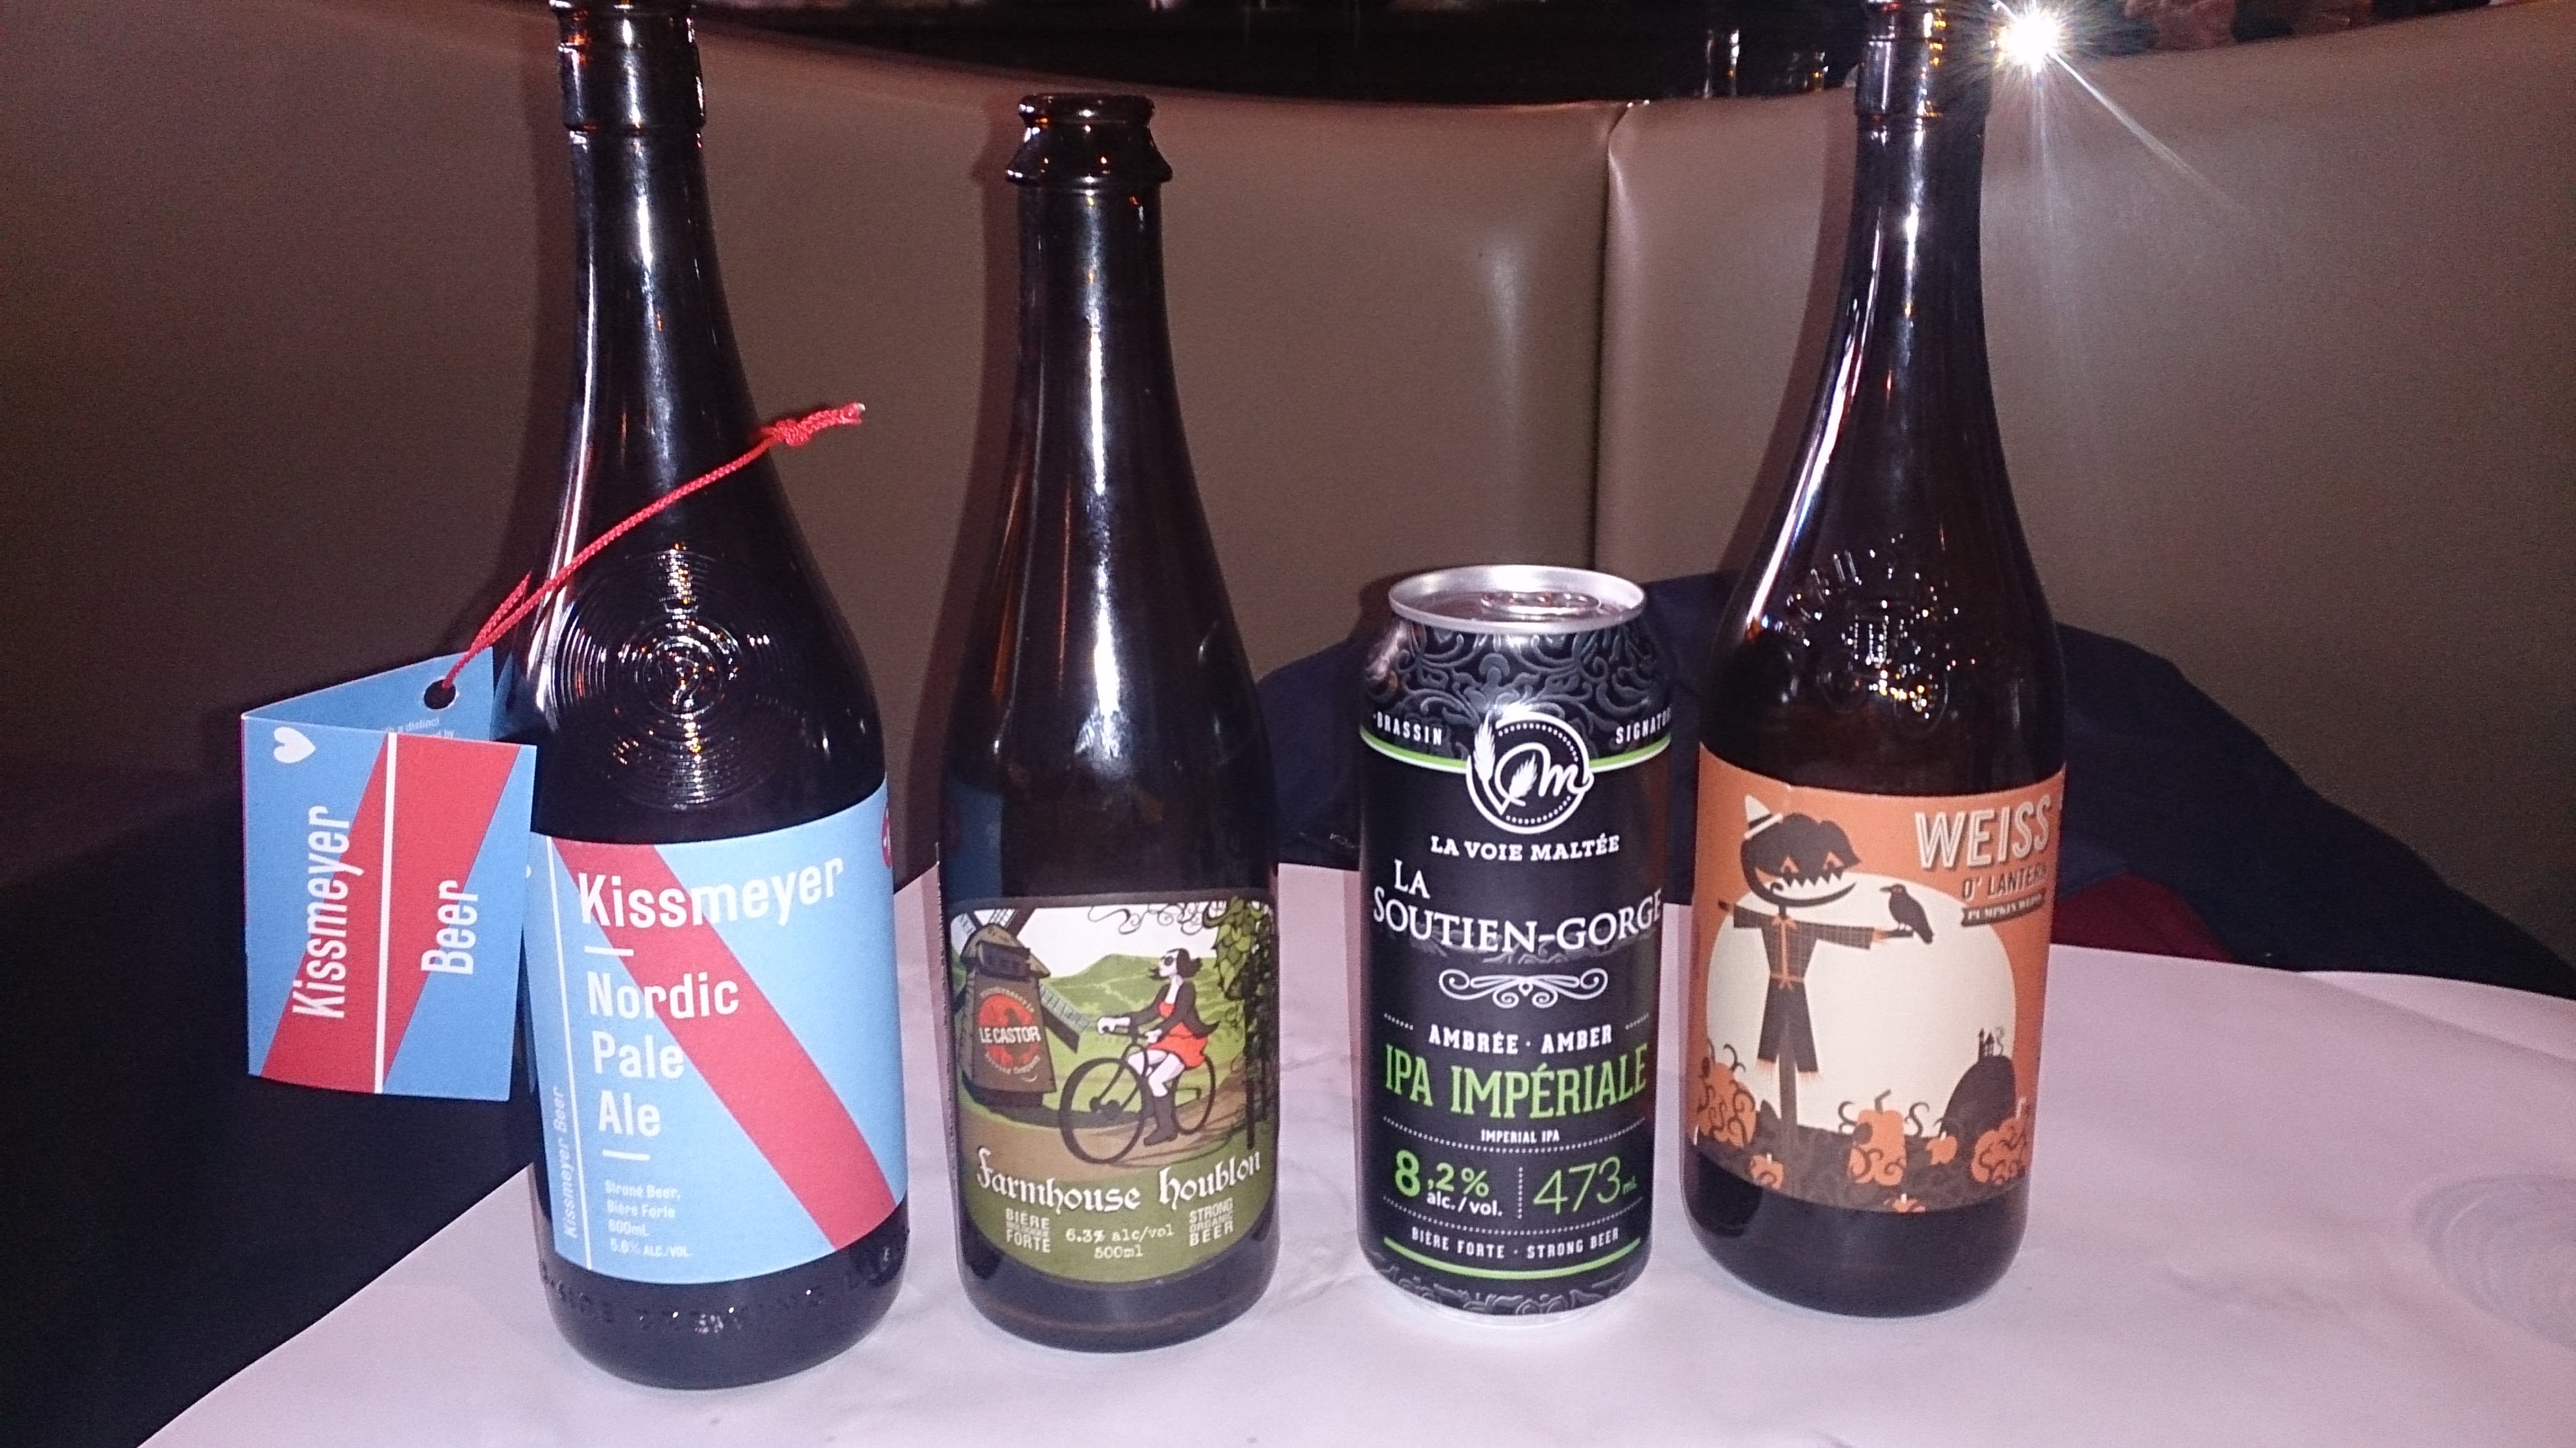 Kissmeyer
Beer
a distinct
Kissmeyer
Nordic
Pale
Ale
Strong Beer,
Bière Forte
600mL
5.6% ALC./VOL.
Kissmeyer Beer
LE CASTOR
Farmhouse houblon
BIÈRE
FORTE
6.3% alc/vol
500ml
STRONG
ORGANIC
BEER
BRASSIN
m
LA VOIE MALTÉE
LA
SOUTIEN-GORGE
AMBRÉE · AMBER
IPA IMPÉRIALE
IMPERIAL IPA
8,2%
alc./vol.
473mL
BIÈRE FORTE · STRONG BEER
WEISS
O' LANTERN
PUMPKIN WEISS